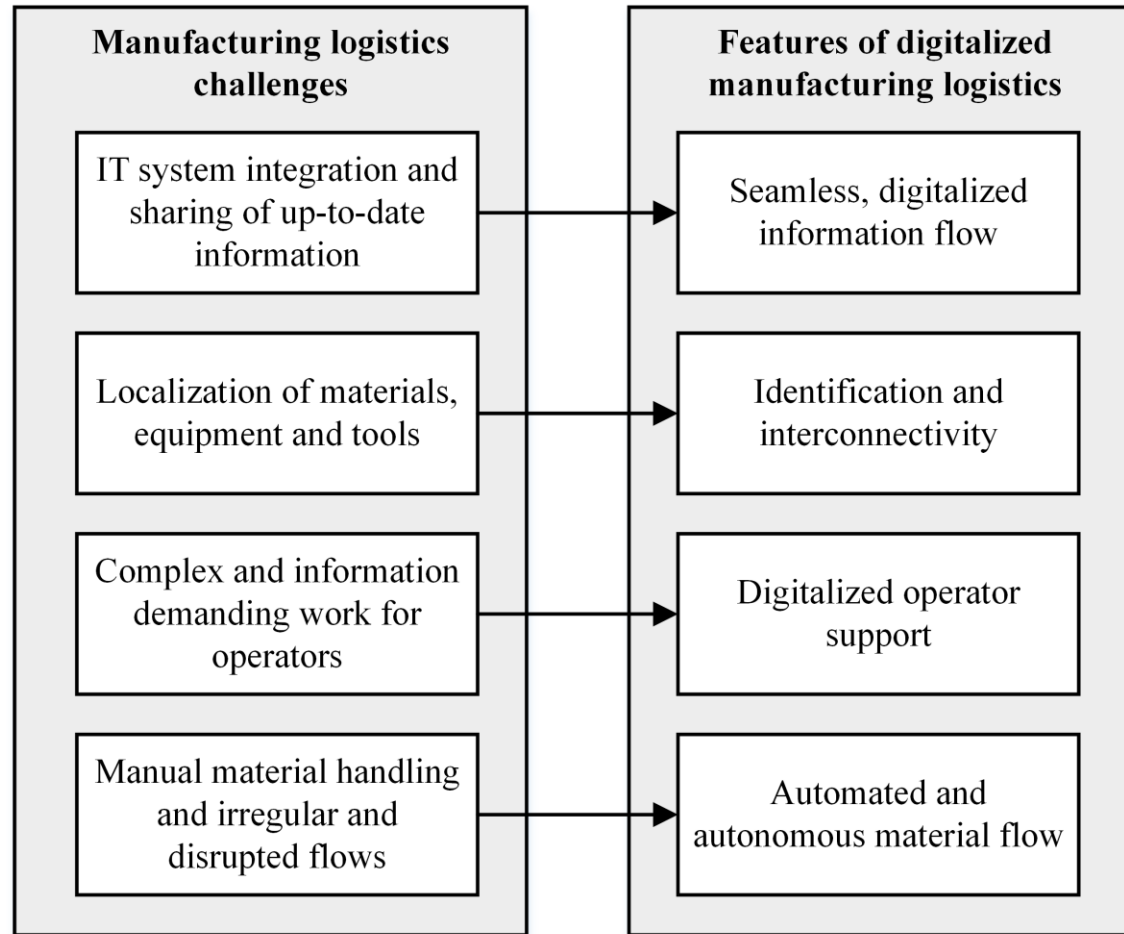 Manufacturing logistics
challenges
IT system integration and
sharing of up-to-date
information
Localization of materials,
equipment and tools
Complex and information
demanding work for
operators
Manual material handling
and irregular and
disrupted flows
Features of digitalized
manufacturing logistics
Seamless, digitalized
information flow
Identification and
interconnectivity
Digitalized operator
support
Automated and
autonomous material flow